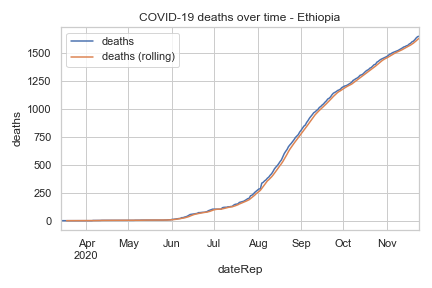 COVID-19 deaths over time - Ethiopia
deaths
deaths (rolling)
deaths
1500
1250
1000
750
500
250
0
Apr May Jun Jul Aug Sep Oct Nov
2020
dateRep